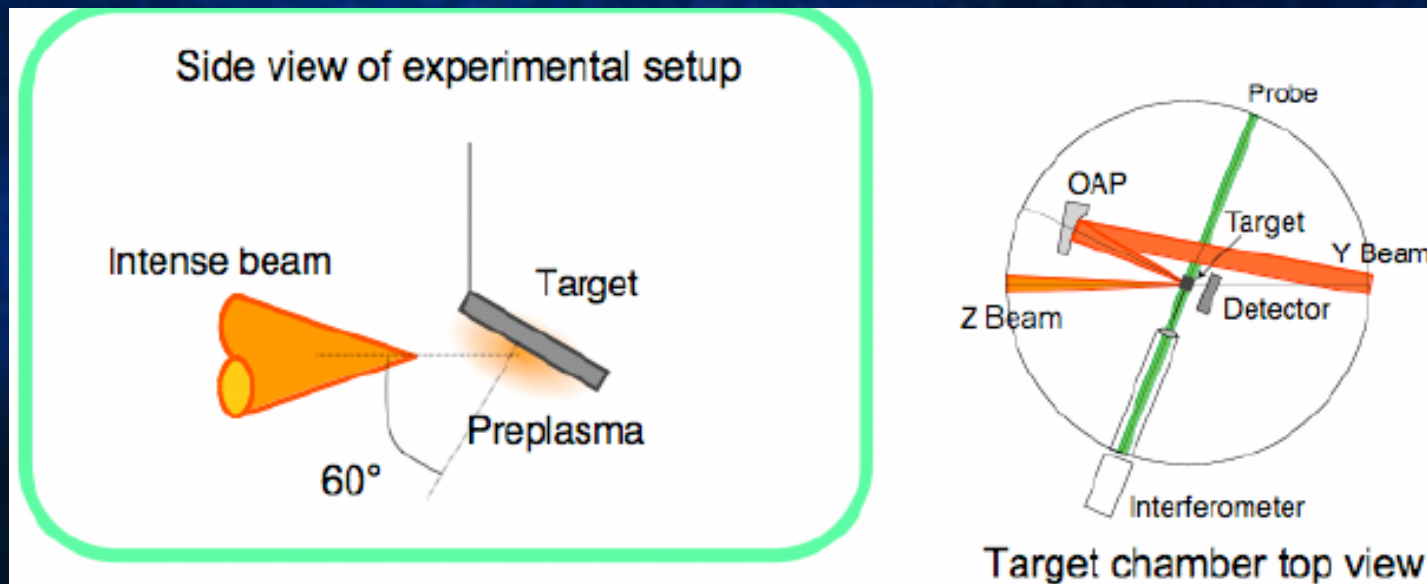 Side view of experimental setup
Intense beam
Target
Preplasma
60°
Probe
OAP
Target
Y Beam
Z Beam
Detector
Interferometer
Target chamber top view